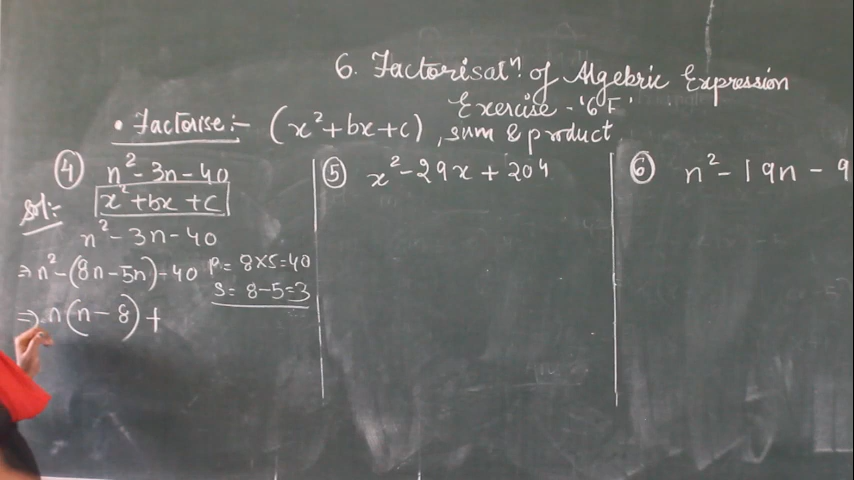 6. Factorisatⁿ. of Algebric Expression
Exercise - '6F'
• Factorise:- (x²+bx+c) , sum & product
④ n²-3n-40
Sol:- x²+bx+c
n²-3n-40
⇒ n²-(8n-5n)-40
P = 8×5=40
S = 8-5=3
⇒ n(n-8)+
⑤ x²-29x+204
⑥ n²-19n-9